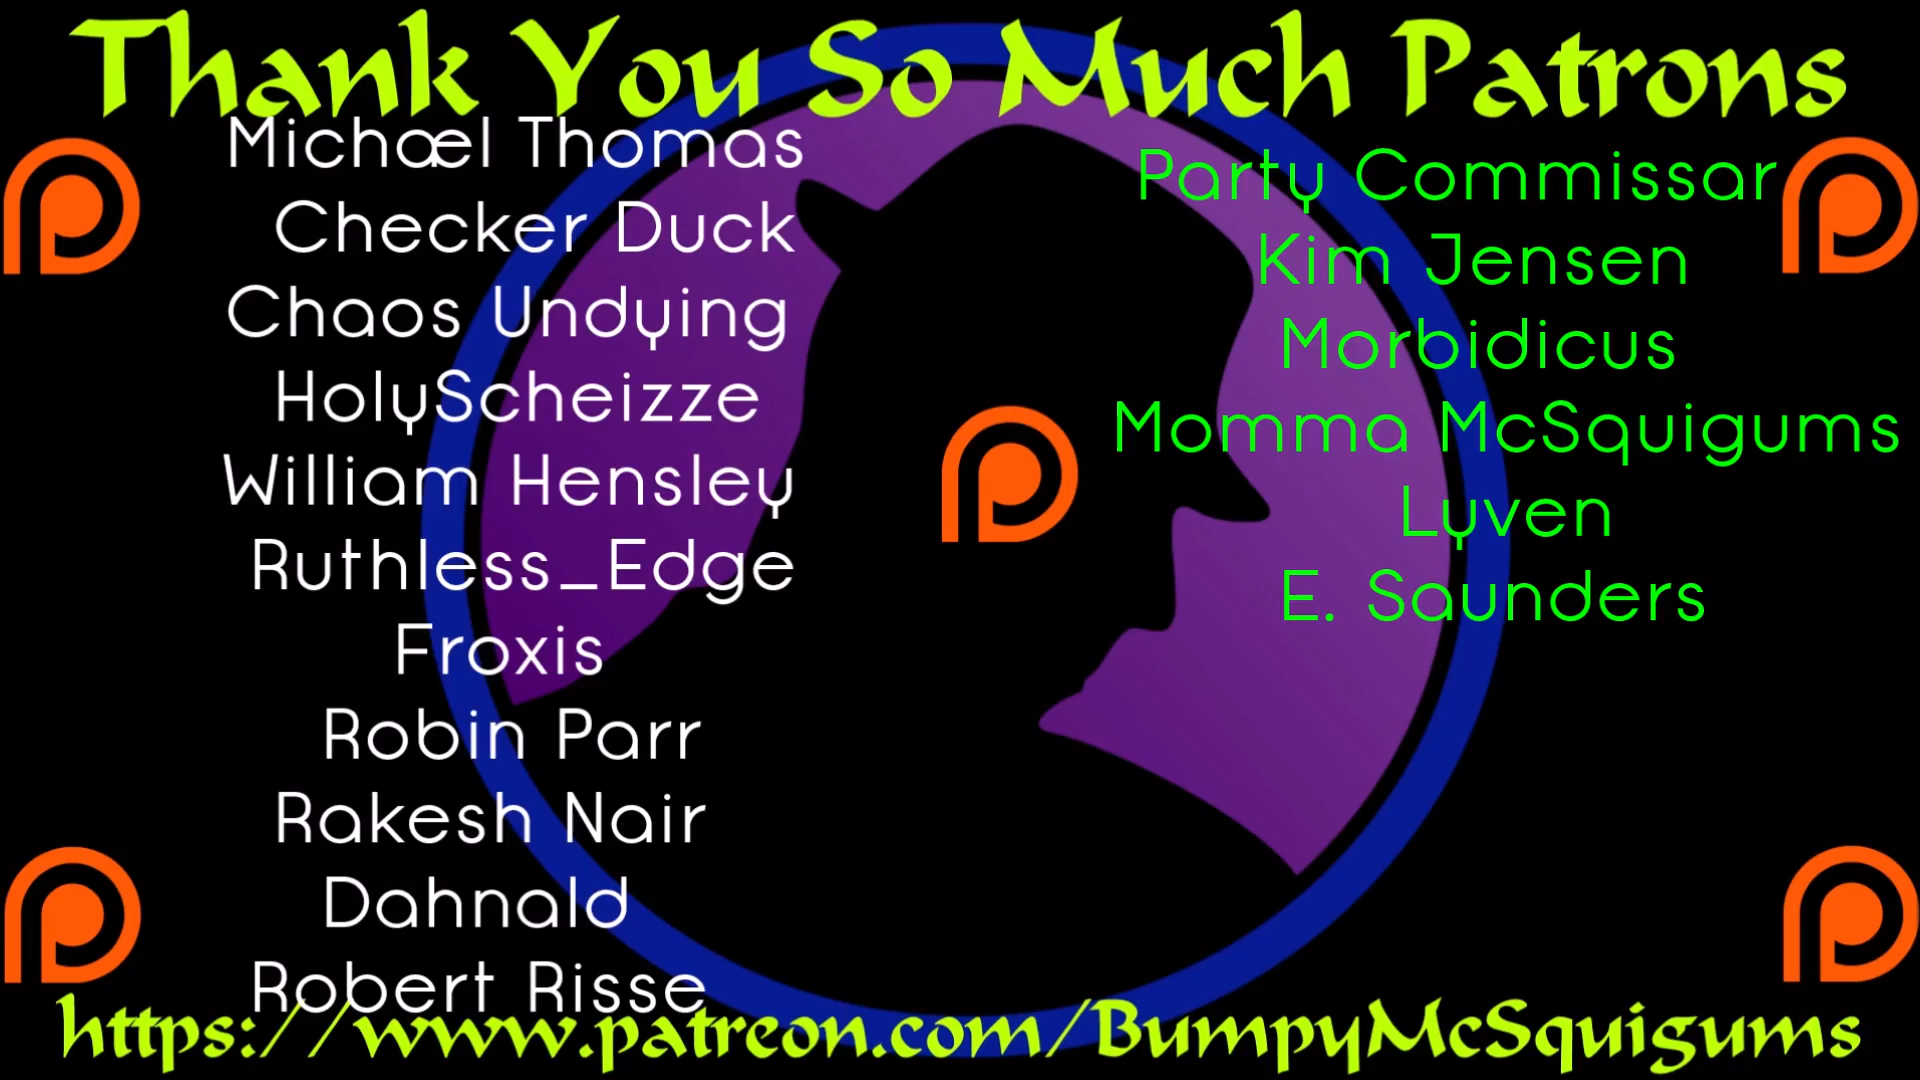 Thank You So Much Patrons
Michæl Thomas
Checker Duck
Chaos Undying
HolyScheizze
William Hensley
Ruthless_Edge
Froxis
Robin Parr
Rakesh Nair
Dahnald
Robert Risse
Party Commissar
Kim Jensen
Morbidicus
Momma McSquigums
Lyven
E. Saunders
https://www.patreon.com/BumpyMcSquigums